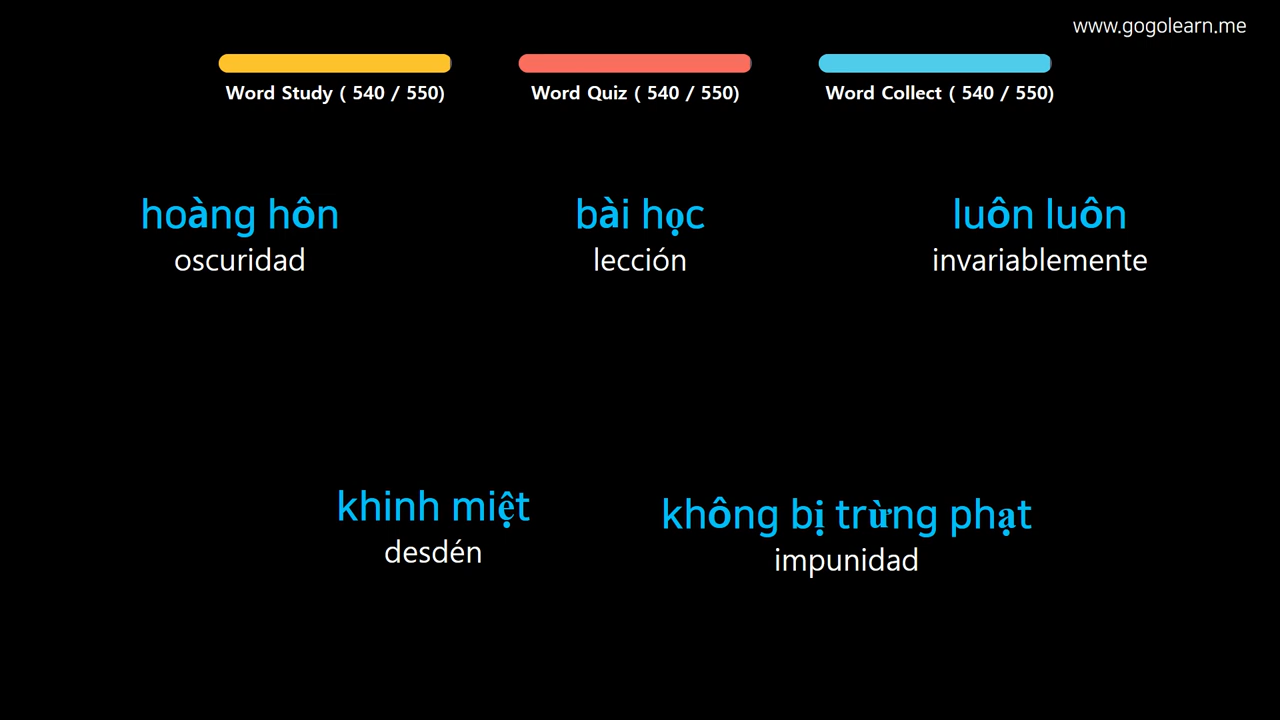 www.gogolearn.me
Word Study ( 540 / 550)
Word Quiz ( 540 / 550)
Word Collect ( 540 / 550)
hoàng hôn
oscuridad
bài học
lección
luôn luôn
invariablemente
khinh miệt
desdén
không bị trừng phạt
impunidad